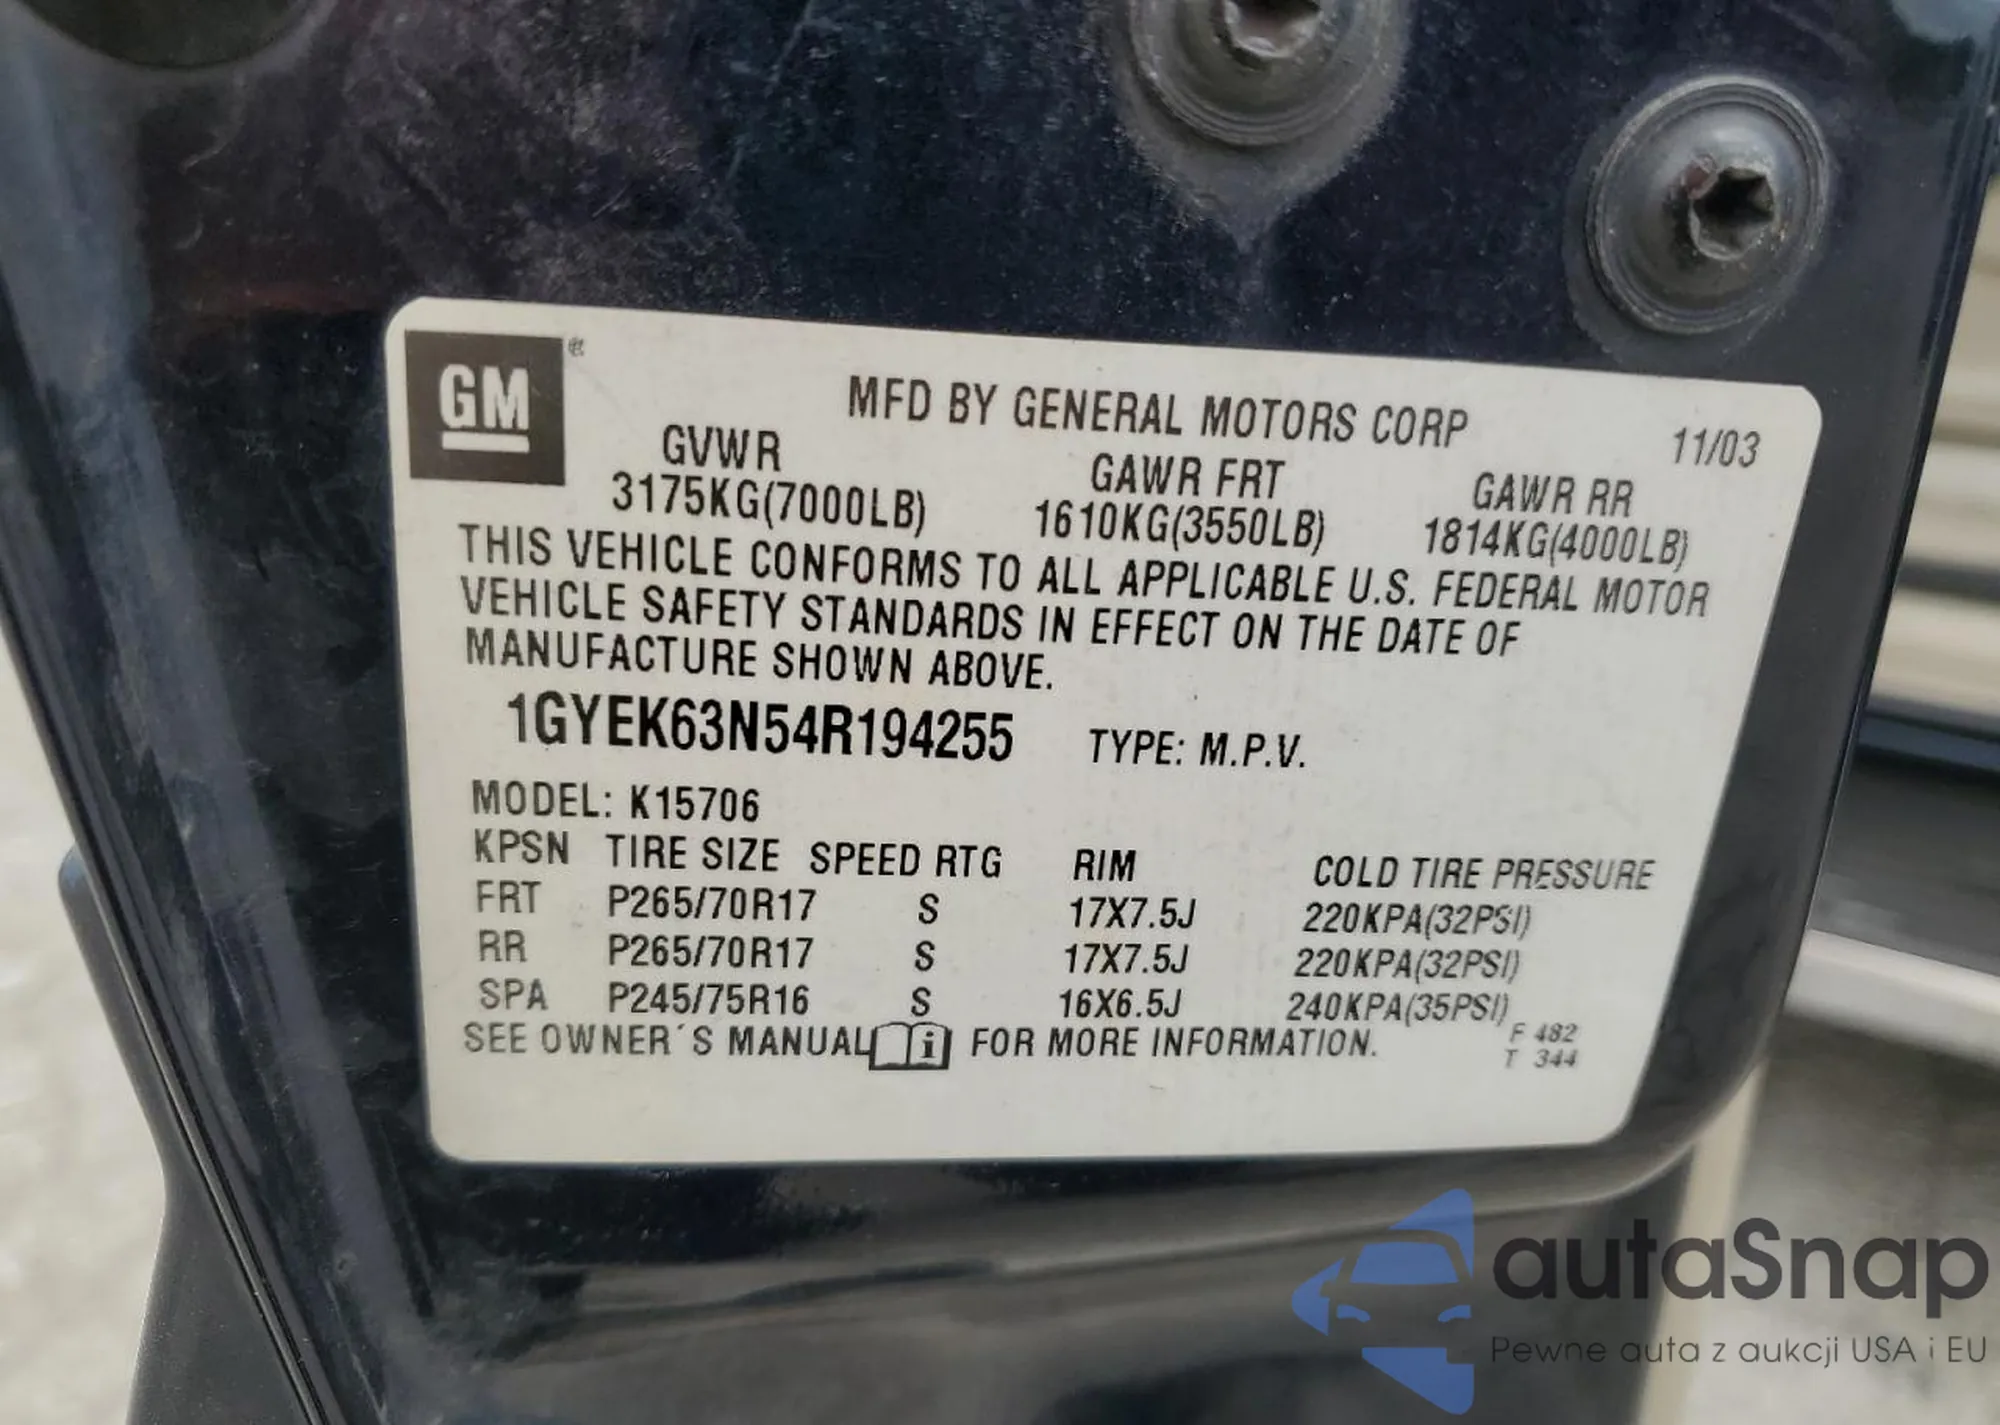 GM
MFD BY GENERAL MOTORS CORP 11/03
GVWR GAWR FRT GAWR RR
3175KG(7000LB) 1610KG(3550LB) 1814KG(4000LB)
THIS VEHICLE CONFORMS TO ALL APPLICABLE U.S. FEDERAL MOTOR
VEHICLE SAFETY STANDARDS IN EFFECT ON THE DATE OF
MANUFACTURE SHOWN ABOVE.
1GYEK63N54R194255 TYPE: M.P.V.
MODEL: K15706
KPSN TIRE SIZE SPEED RTG RIM COLD TIRE PRESSURE
FRT P265/70R17 S 17X7.5J 220KPA(32PSI)
RR P265/70R17 S 17X7.5J 220KPA(32PSI)
SPA P245/75R16 S 16X6.5J 240KPA(35PSI)
SEE OWNER´S MANUAL i FOR MORE INFORMATION.
F 482
T 344
autaSnap
Pewne auta z aukcji USA i EU